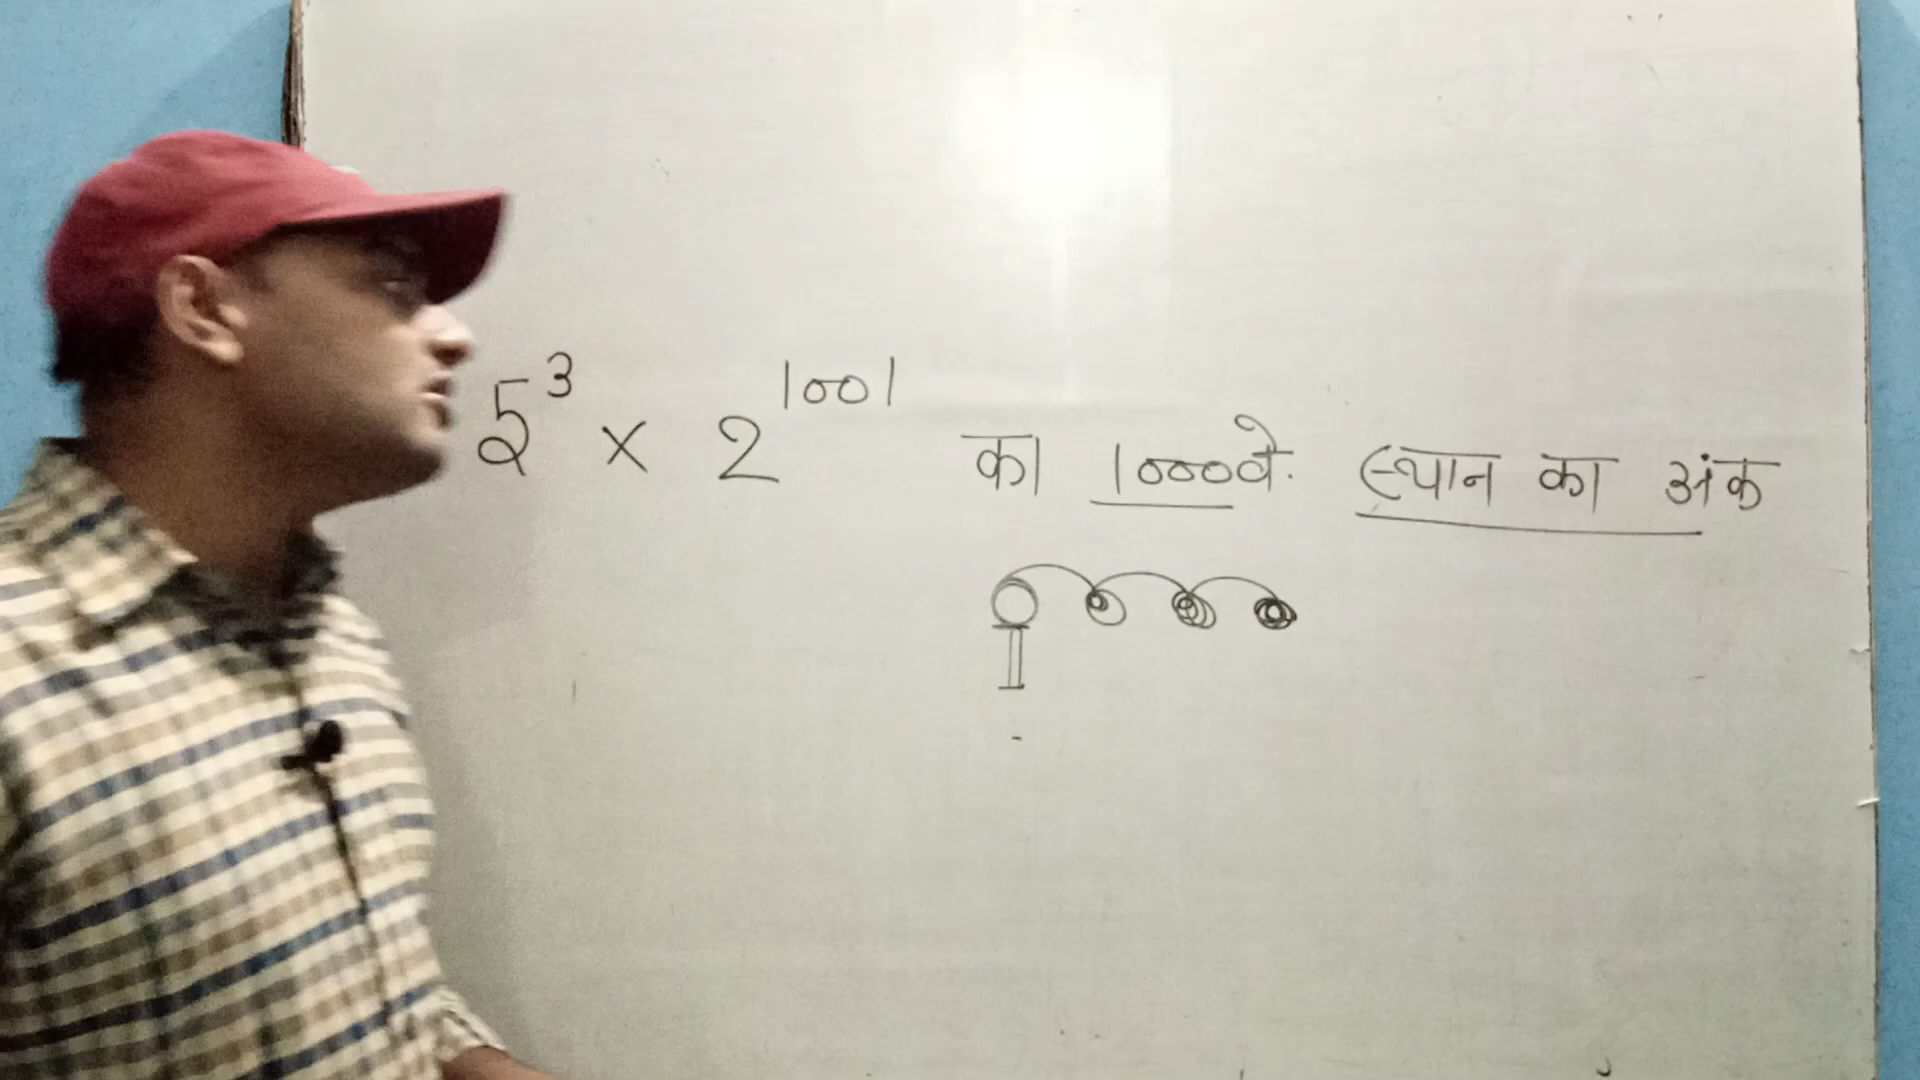 5³ × 2¹⁰⁰¹ का 1000वे. स्थान का अंक